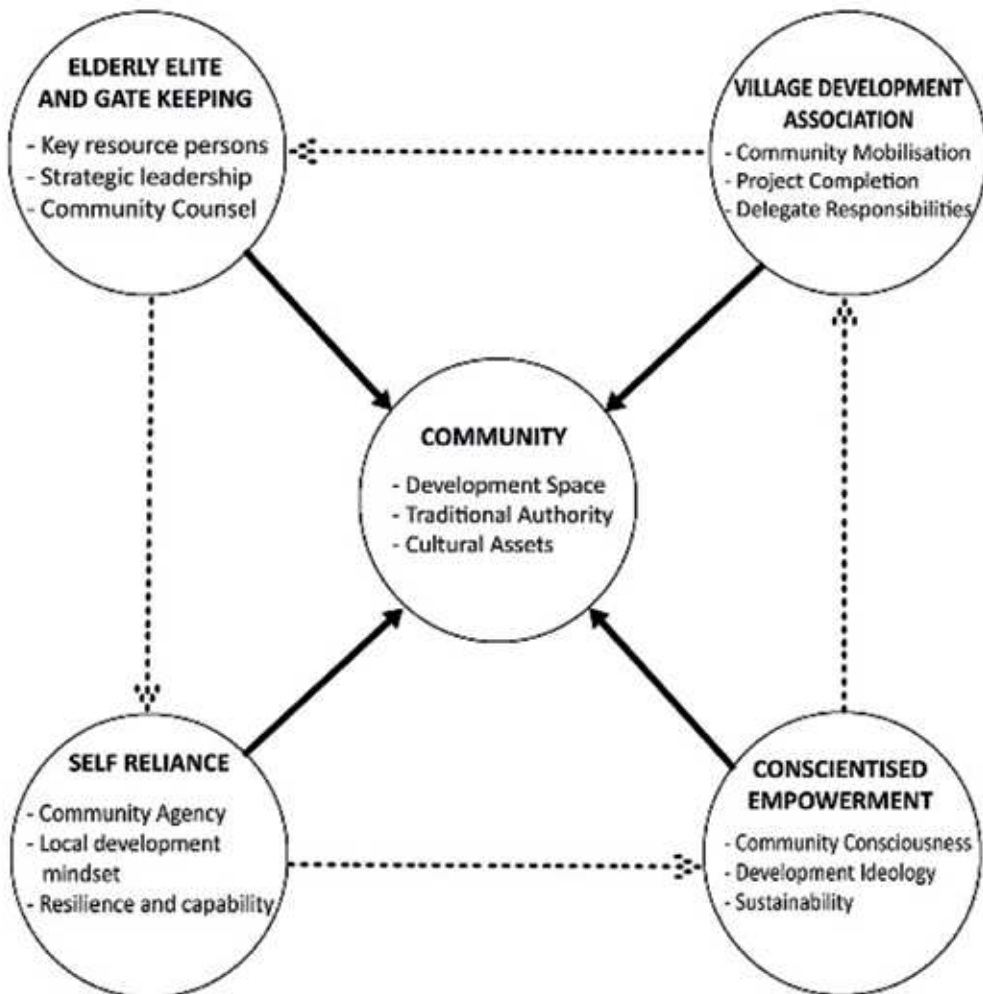 ELDERLY ELITE
AND GATE KEEPING
- Key resource persons
- Strategic leadership
- Community Counsel
VILLAGE DEVELOPMENT
ASSOCIATION
- Community Mobilisation
- Project Completion
- Delegate Responsibilities
COMMUNITY
- Development Space
- Traditional Authority
- Cultural Assets
SELF RELIANCE
- Community Agency
- Local development
mindset
- Resilience and capability
CONSCIENTISED
EMPOWERMENT
- Community Consciousness
- Development Ideology
- Sustainability